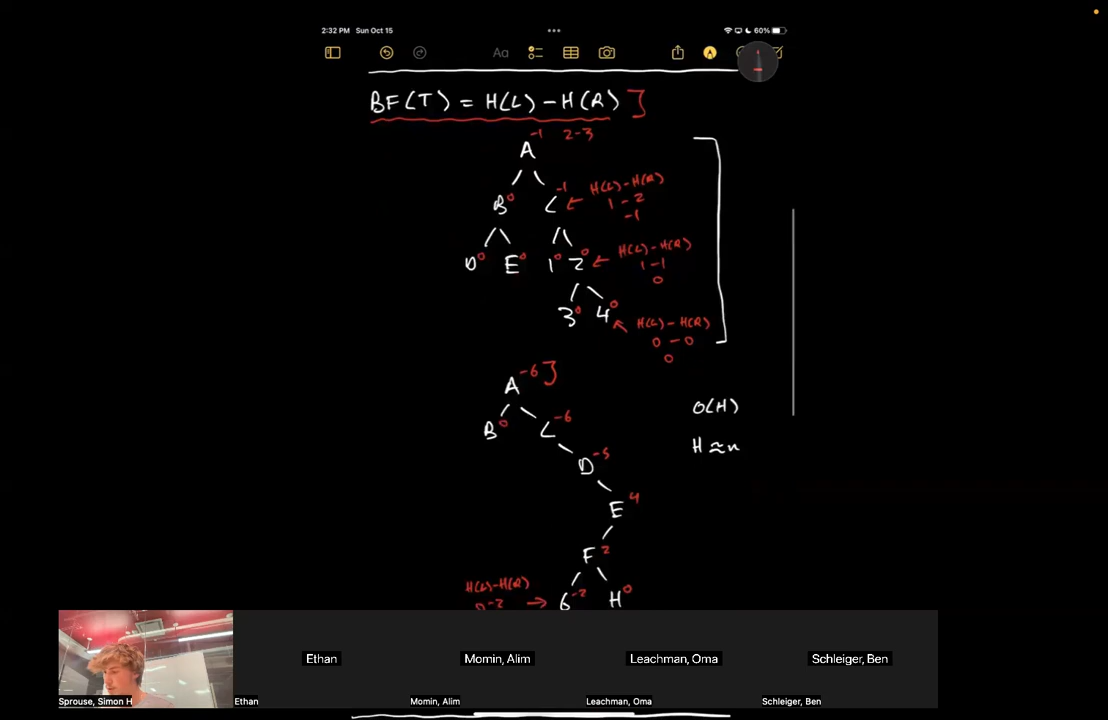 2:32 PM Sun Oct 15
60%
Aa
BF(T) = H(L) - H(R) ]
A -1 2-3
B 0 C -1 H(L) - H(R)
1 - 2
-1
D 0 E 0 1 0 2 0 H(L) - H(R)
1 - 1
0
3 0 4 0 H(L) - H(R)
0 - 0
0
A -6 ]
B 0 C -6 O(H)
D -5 H ≈ n
E 4
F 2
H(L) - H(R)
0-2 → G -2 H 0
Ethan
Momin, Alim
Leachman, Oma
Schleiger, Ben
Sprouse, Simon H
Ethan
Momin, Alim
Leachman, Oma
Schleiger, Ben